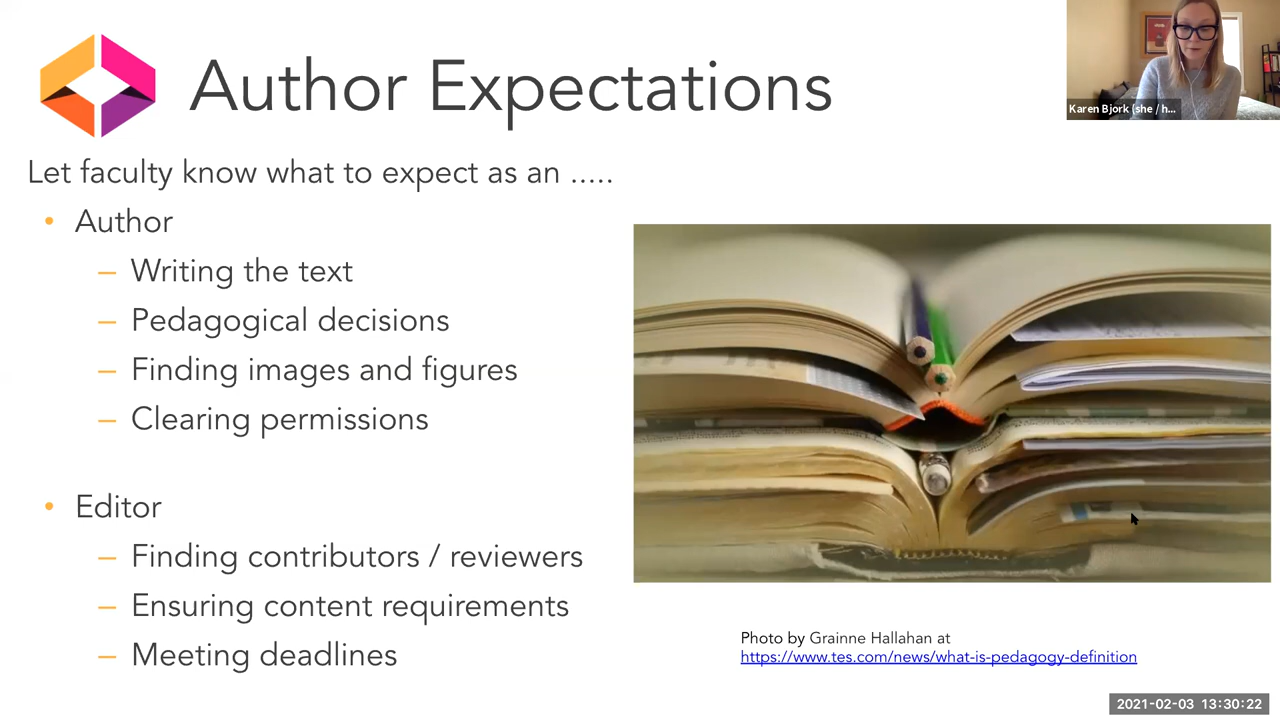 Author Expectations
Karen Bjork (she / h...
Let faculty know what to expect as an .....
• Author
– Writing the text
– Pedagogical decisions
– Finding images and figures
– Clearing permissions
• Editor
– Finding contributors / reviewers
– Ensuring content requirements
– Meeting deadlines
Photo by Grainne Hallahan at
https://www.tes.com/news/what-is-pedagogy-definition
2021-02-03 13:30:22